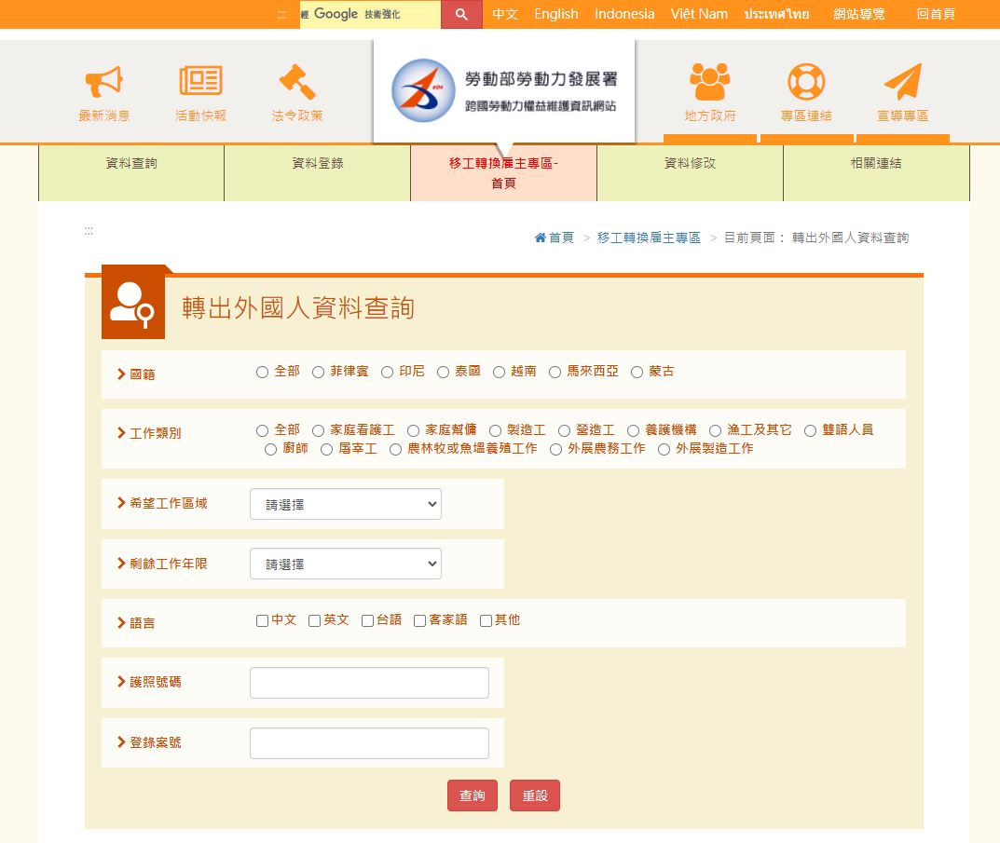 ::: 經 Google 技術強化 中文 English Indonesia Việt Nam ประเทศไทย 網站導覽 回首頁
最新消息 活動快報 法令政策
勞動部勞動力發展署
跨國勞動力權益維護資訊網站
地方政府 專區連結 宣導專區
資料查詢 資料登錄 移工轉換雇主專區-
首頁 資料修改 相關連結
:::
首頁 > 移工轉換雇主專區 > 目前頁面： 轉出外國人資料查詢
轉出外國人資料查詢
國籍 全部 菲律賓 印尼 泰國 越南 馬來西亞 蒙古
工作類別 全部 家庭看護工 家庭幫傭 製造工 營造工 養護機構 漁工及其它 雙語人員
廚師 屠宰工 農林牧或魚塭養殖工作 外展農務工作 外展製造工作
希望工作區域 請選擇
剩餘工作年限 請選擇
語言 中文 英文 台語 客家語 其他
護照號碼
登錄案號
查詢 重設